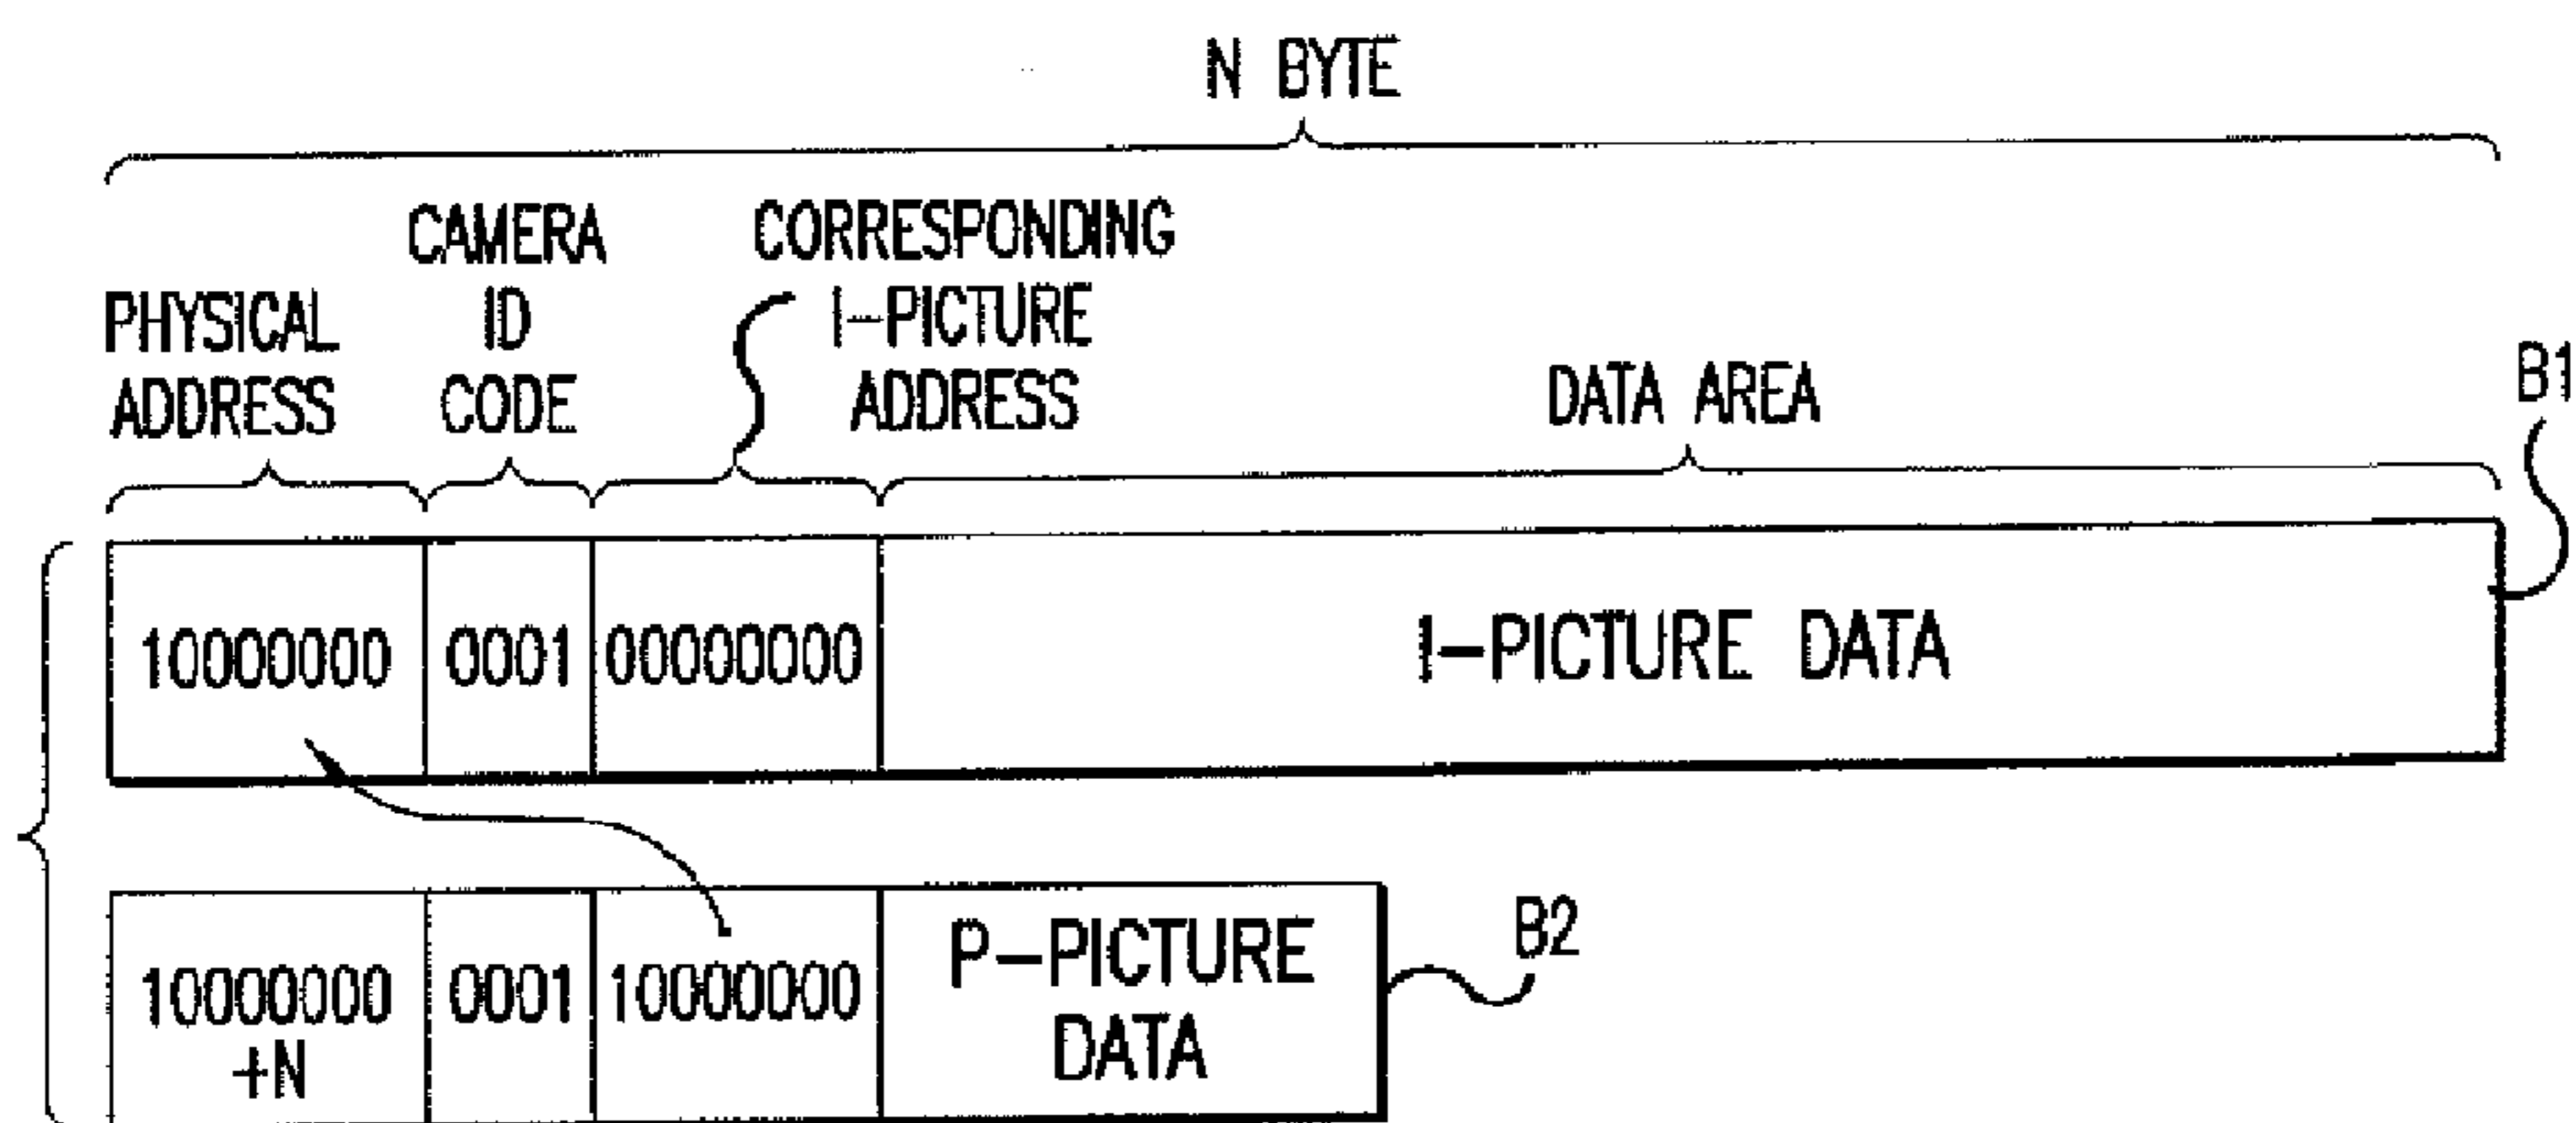 N BYTE
CAMERA
ID
CODE
CORRESPONDING
I-PICTURE
ADDRESS
PHYSICAL
ADDRESS
DATA AREA
B1
10000000 0001 00000000 I-PICTURE DATA
10000000
+N
0001 10000000
P-PICTURE
DATA
B2